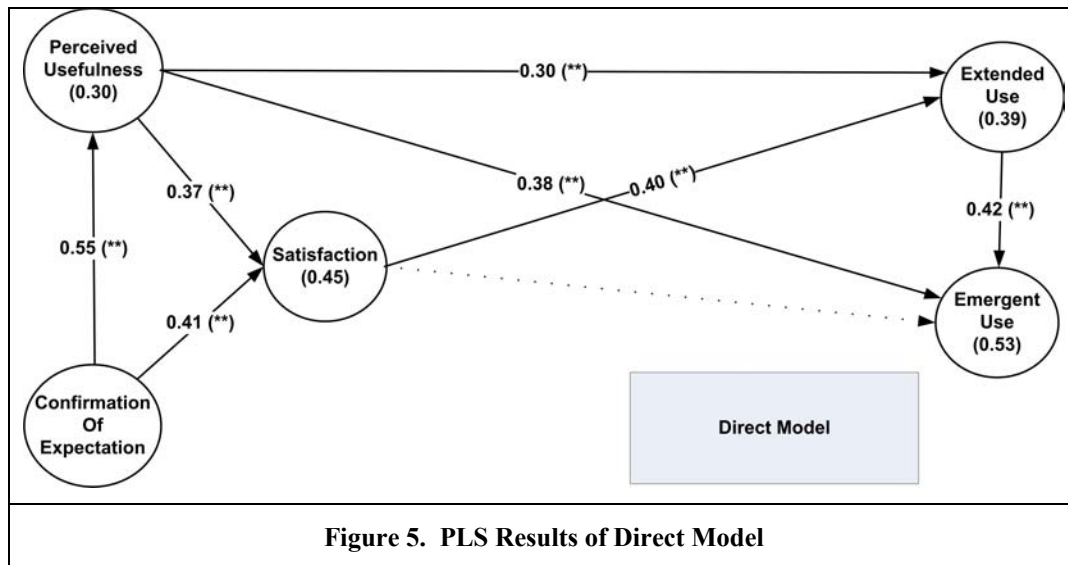 Perceived
Usefulness
(0.30)
0.30 (**)
Extended
Use
(0.39)
0.37 (**)
0.38 (**)
0.40 (**)
0.42 (**)
0.55 (**)
Satisfaction
(0.45)
0.41 (**)
Emergent
Use
(0.53)
Confirmation
Of
Expectation
Direct Model
Figure 5. PLS Results of Direct Model